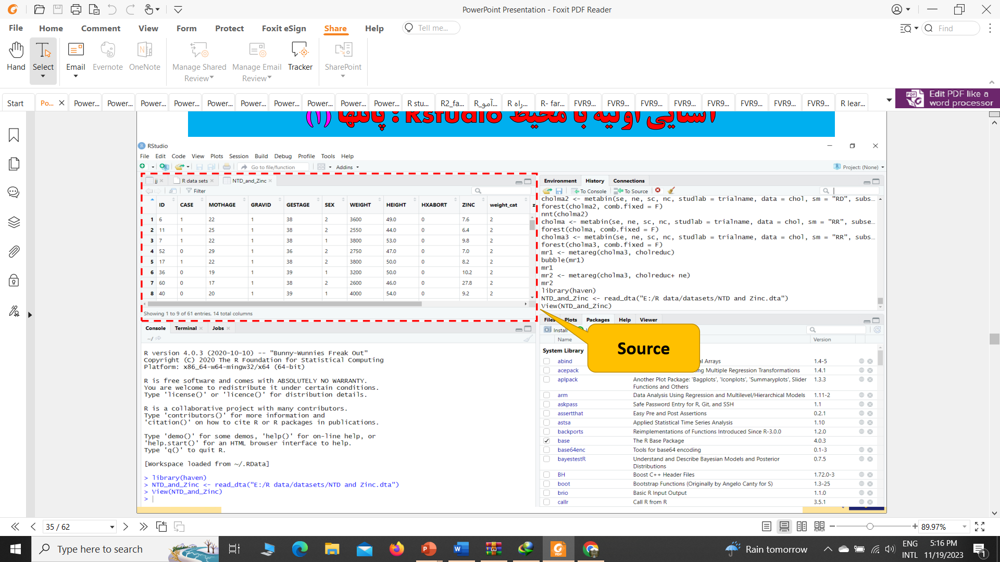 PowerPoint Presentation - Foxit PDF Reader
File Home Comment View Form Protect Foxit eSign Share Help Tell me... Find
Hand Select Email Evernote OneNote Manage Shared Review Manage Email Review Tracker SharePoint
Start Po... Power... Power... Power... Power... Power... Power... Power... Power... Power... Power... R stu... R2_fa... R_آمو... R راه... R- far... FVR9... FVR9... FVR9... FVR9... FVR9... FVR9... FVR9... FVR9... R lear...
Edit PDF like a
word processor
آشنایی اولیه با محیط Rstudio : پانلها (۱)
RStudio
File Edit Code View Plots Session Build Debug Profile Tools Help
Go to file/function Addins Project: (None)
jj R data sets NTD_and_Zinc
Filter
ID CASE MOTHAGE GRAVID GESTAGE SEX WEIGHT HEIGHT HXABORT ZINC weight_cat z
1 6 1 22 1 38 2 3600 49.0 0 7.6 2
2 11 1 25 1 38 2 2550 44.0 0 6.4 2
3 7 1 22 1 38 1 3800 53.0 0 9.8 2
4 52 0 29 1 36 2 2750 47.0 0 7.0 2
5 17 1 22 1 38 2 3800 50.0 0 8.2 2
6 36 0 19 1 39 1 3200 50.0 0 10.2 2
7 60 0 17 1 38 2 2600 46.0 0 27.8 2
8 40 0 20 1 39 1 4000 54.0 0 9.2 2
Showing 1 to 9 of 61 entries, 14 total columns
Environment History Connections
To Console To Source
cholma2 <- metabin(se, ne, sc, nc, studlab = trialname, data = chol, sm = "RD", subs...
forest(cholma2, comb.fixed = F)
nnt(cholma2)
cholma <- metabin(se, ne, sc, nc, studlab = trialname, data = chol, sm = "RR", subse...
forest(cholma, comb.fixed = F)
cholma3 <- metabin(se, ne, sc, nc, studlab = trialname, data = chol, sm = "RR", subs...
forest(cholma3, comb.fixed = F)
mr1 <- metareg(cholma3, cholreduc)
bubble(mr1)
mr1
mr2 <- metareg(cholma3, cholreduc+ ne)
mr2
library(haven)
NTD_and_Zinc <- read_dta("E:/R data/datasets/NTD and Zinc.dta")
View(NTD_and_Zinc)
Console Terminal Jobs
~/
R version 4.0.3 (2020-10-10) -- "Bunny-Wunnies Freak Out"
Copyright (C) 2020 The R Foundation for Statistical Computing
Platform: x86_64-w64-mingw32/x64 (64-bit)
R is free software and comes with ABSOLUTELY NO WARRANTY.
You are welcome to redistribute it under certain conditions.
Type 'license()' or 'licence()' for distribution details.
R is a collaborative project with many contributors.
Type 'contributors()' for more information and
'citation()' on how to cite R or R packages in publications.
Type 'demo()' for some demos, 'help()' for on-line help, or
'help.start()' for an HTML browser interface to help.
Type 'q()' to quit R.
[Workspace loaded from ~/.RData]
> library(haven)
> NTD_and_Zinc <- read_dta("E:/R data/datasets/NTD and Zinc.dta")
> View(NTD_and_Zinc)
>
Files Plots Packages Help Viewer
Install
Name Version
Source
System Library
abind al Arrays 1.4-5
acepack ing Multiple Regression Transformations 1.4.1
aplpack Another Plot Package: 'Bagplots', 'Iconplots', 'Summaryplots', Slider 1.3.3
Functions and Others
arm Data Analysis Using Regression and Multilevel/Hierarchical Models 1.11-2
askpass Safe Password Entry for R, Git, and SSH 1.1
assertthat Easy Pre and Post Assertions 0.2.1
astsa Applied Statistical Time Series Analysis 1.10
backports Reimplementations of Functions Introduced Since R-3.0.0 1.2.0
base The R Base Package 4.0.3
base64enc Tools for base64 encoding 0.1-3
bayestestR Understand and Describe Bayesian Models and Posterior 0.7.5
Distributions
BH Boost C++ Header Files 1.72.0-3
boot Bootstrap Functions (Originally by Angelo Canty for S) 1.3-25
brio Basic R Input Output 1.1.0
callr Call R from R 3.5.1
35 / 62 89.97%
Type here to search
Rain tomorrow
ENG
INTL
5:16 PM
11/19/2023
1